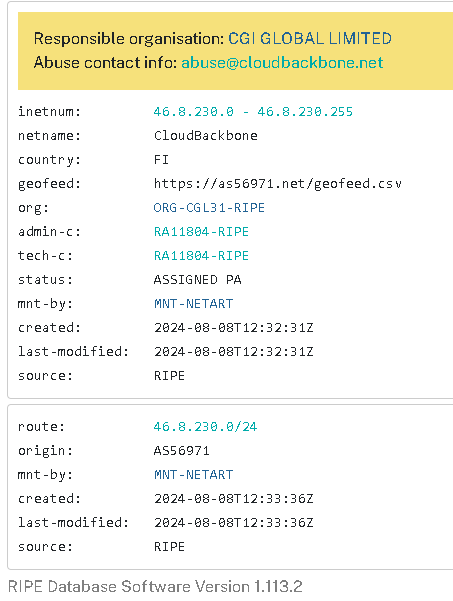 Responsible organisation: CGI GLOBAL LIMITED
Abuse contact info: abuse@cloudbackbone.net
inetnum: 46.8.230.0 - 46.8.230.255
netname: CloudBackbone
country: FI
geofeed: https://as56971.net/geofeed.csv
org: ORG-CGL31-RIPE
admin-c: RA11804-RIPE
tech-c: RA11804-RIPE
status: ASSIGNED PA
mnt-by: MNT-NETART
created: 2024-08-08T12:32:31Z
last-modified: 2024-08-08T12:32:31Z
source: RIPE
route: 46.8.230.0/24
origin: AS56971
mnt-by: MNT-NETART
created: 2024-08-08T12:33:36Z
last-modified: 2024-08-08T12:33:36Z
source: RIPE
RIPE Database Software Version 1.113.2